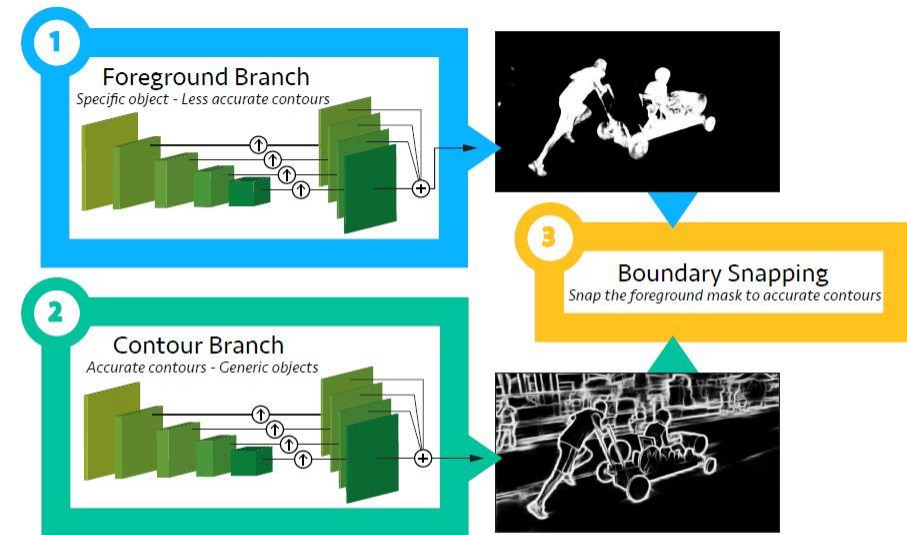 1
Foreground Branch
Specific object - Less accurate contours
2
Contour Branch
Accurate contours - Generic objects
3
Boundary Snapping
Snap the foreground mask to accurate contours